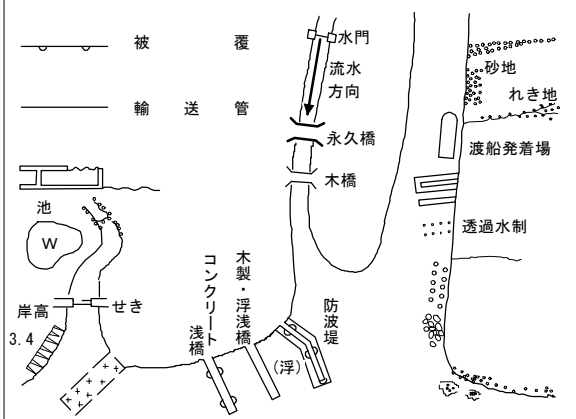 被 覆
輸 送 管
水門
流水
方向
永久橋
木橋
砂地
れき地
渡船発着場
透過水制
池
W
岸高
3.4
せき
コンクリート
浅橋
木製・浮浅橋
(浮)
防波堤